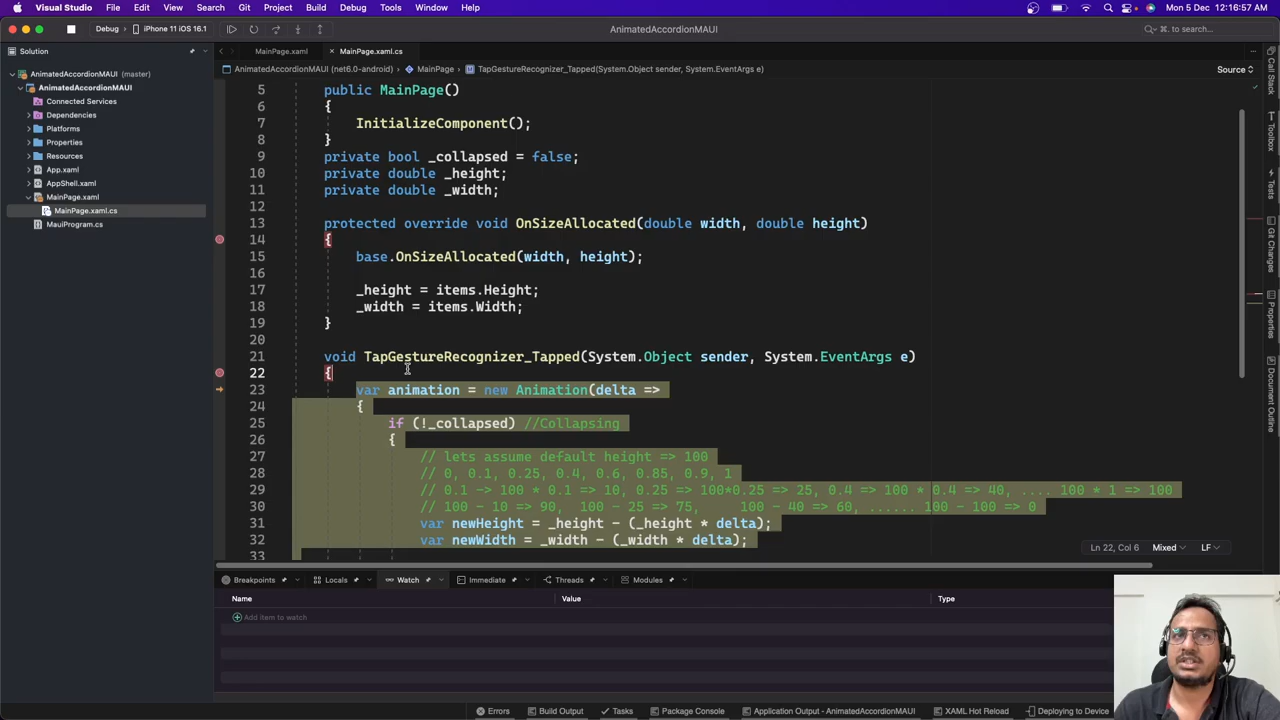 Visual Studio File Edit View Search Git Project Build Debug Tools Window Help Mon 5 Dec 12:16:57
Debug iPhone 11 iOS 16.1 AnimatedAccordionMAUI ⌘. to search...
Solution
MainPage.xaml MainPage.xaml.cs
AnimatedAccordionMAUI (net6.0-android) MainPage TapGestureRecognizer_Tapped(System.Object sender, System.EventArgs e) Source
AnimatedAccordionMAUI (master)
AnimatedAccordionMAUI
Connected Services
Dependencies
Platforms
Properties
Resources
App.xaml
AppShell.xaml
MainPage.xaml
MainPage.xaml.cs
MauiProgram.cs
5 public MainPage()
6 {
7 InitializeComponent();
8 }
9 private bool _collapsed = false;
10 private double _height;
11 private double _width;
12
13 protected override void OnSizeAllocated(double width, double height)
14 {
15 base.OnSizeAllocated(width, height);
16
17 _height = items.Height;
18 _width = items.Width;
19 }
20
21 void TapGestureRecognizer_Tapped(System.Object sender, System.EventArgs e)
22 {
23 var animation = new Animation(delta =>
24 {
25 if (!_collapsed) //Collapsing
26 {
27 // lets assume default height => 100
28 // 0, 0.1, 0.25, 0.4, 0.6, 0.85, 0.9, 1
29 // 0.1 -> 100 * 0.1 => 10, 0.25 => 100*0.25 => 25, 0.4 => 100 * 0.4 => 40, .... 100 * 1 => 100
30 // 100 - 10 => 90, 100 - 25 => 75, 100 - 40 => 60, ...... 100 - 100 => 0
31 var newHeight = _height - (_height * delta);
32 var newWidth = _width - (_width * delta);
33
Ln 22, Col 6 Mixed LF
Call Stack
Toolbox
Tests
Git Changes
Properties
Document Outline
Breakpoints Locals Watch Immediate Threads Modules
Name Value Type
Add item to watch
Errors Build Output Tasks Package Console Application Output - AnimatedAccordionMAUI XAML Hot Reload Deploying to Device